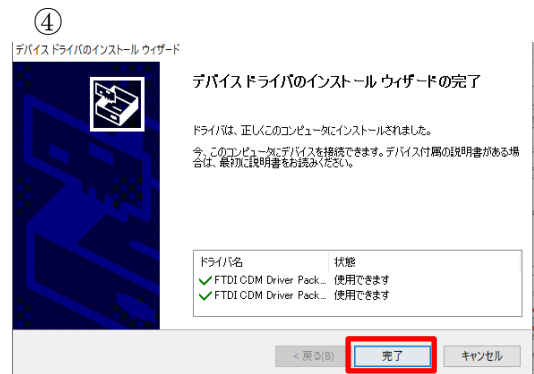 ④
デバイス ドライバのインストール ウィザード
デバイス ドライバのインストール ウィザードの完了
ドライバは、正しくこのコンピュータにインストールされました。
今、このコンピュータにデバイスを接続できます。デバイス付属の説明書がある場
合は、最初に説明書をお読みください。
ドライバ名 状態
FTDI CDM Driver Pack... 使用できます
FTDI CDM Driver Pack... 使用できます
< 戻る(B) 完了 キャンセル